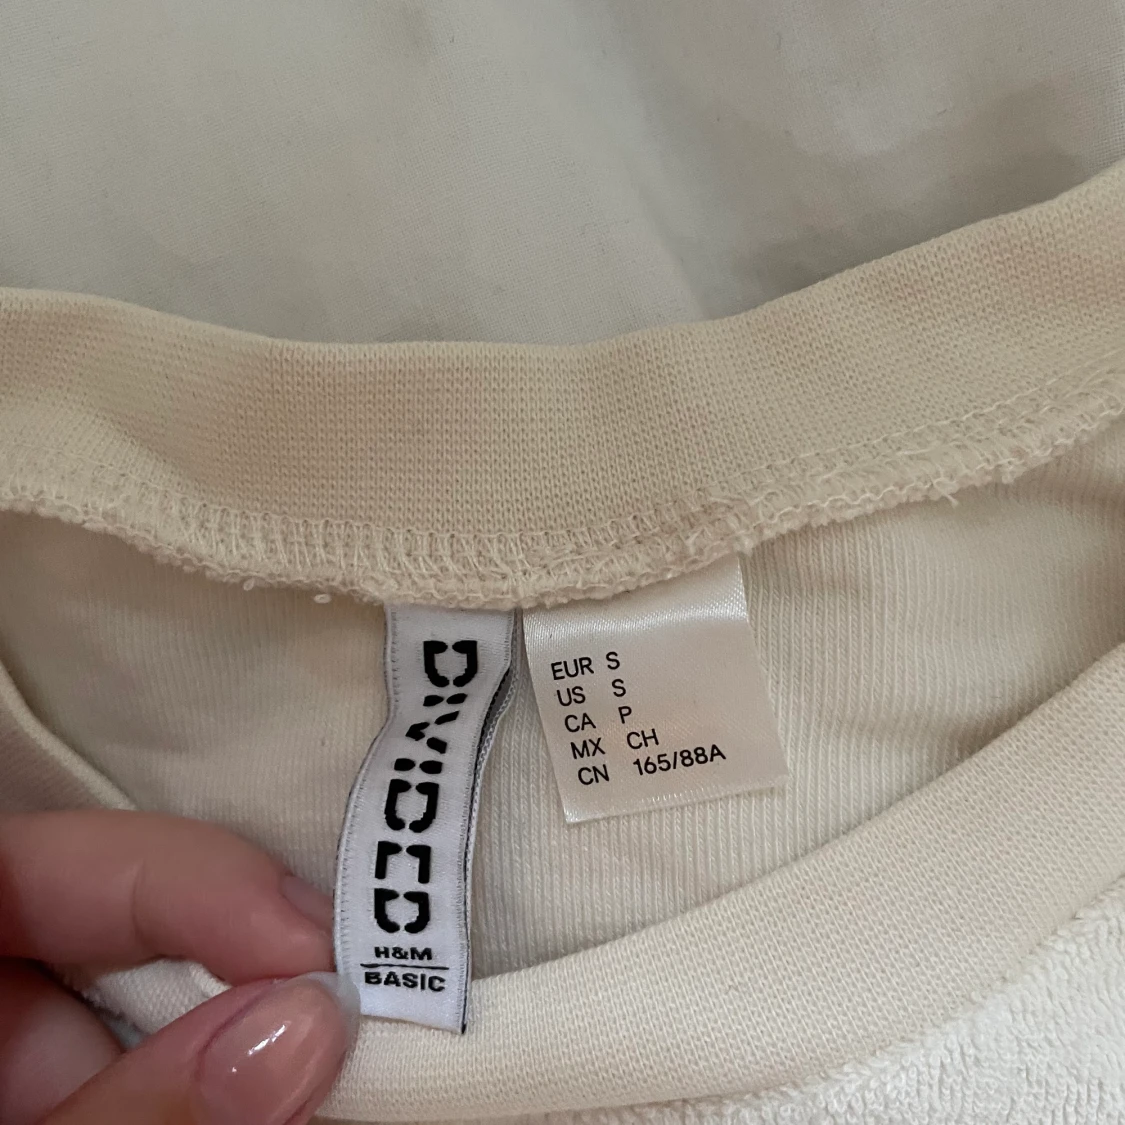 DIVIDED
H&M
BASIC
EUR S
US S
CA P
MX CH
CN 165/88A